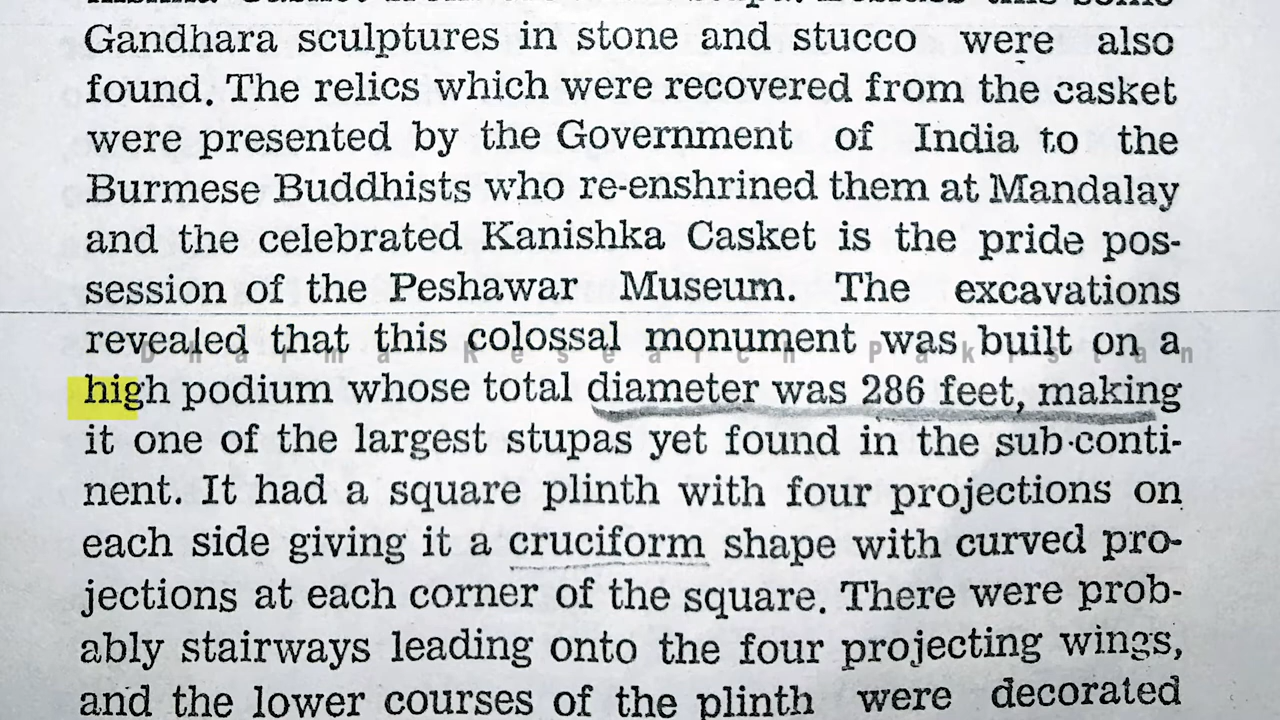 Gandhara sculptures in stone and stucco were also
found. The relics which were recovered from the casket
were presented by the Government of India to the
Burmese Buddhists who re-enshrined them at Mandalay
and the celebrated Kanishka Casket is the pride pos-
session of the Peshawar Museum. The excavations
revealed that this colossal monument was built on a
Dharma Research Pakistan
high podium whose total diameter was 286 feet, making
it one of the largest stupas yet found in the sub-conti-
nent. It had a square plinth with four projections on
each side giving it a cruciform shape with curved pro-
jections at each corner of the square. There were prob-
ably stairways leading onto the four projecting wings,
and the lower courses of the plinth were decorated